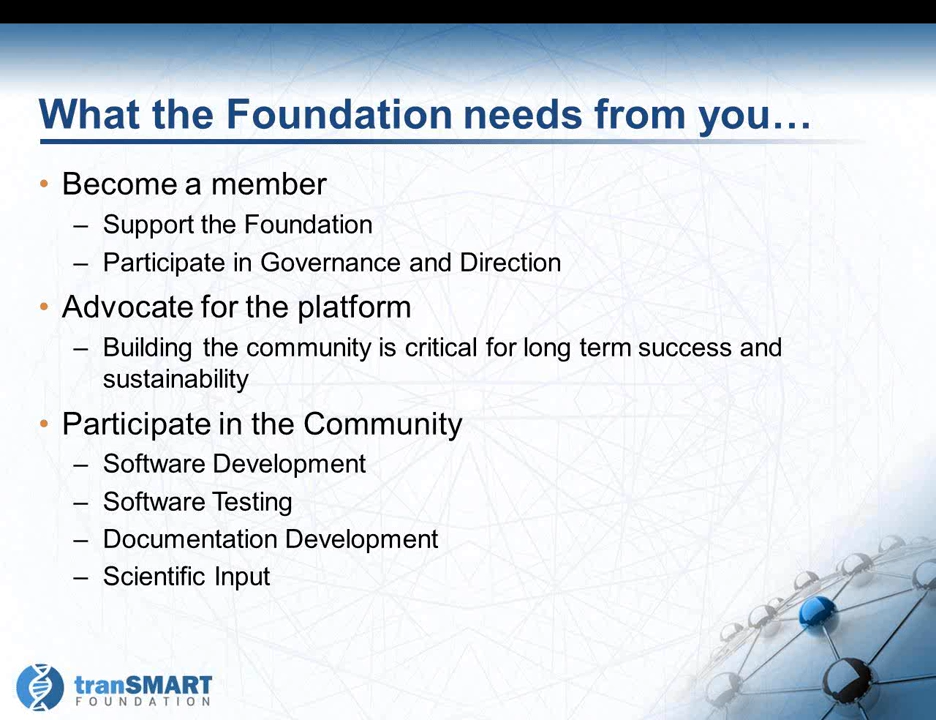 What the Foundation needs from you…
• Become a member
– Support the Foundation
– Participate in Governance and Direction
• Advocate for the platform
– Building the community is critical for long term success and
sustainability
• Participate in the Community
– Software Development
– Software Testing
– Documentation Development
– Scientific Input
tranSMART
FOUNDATION